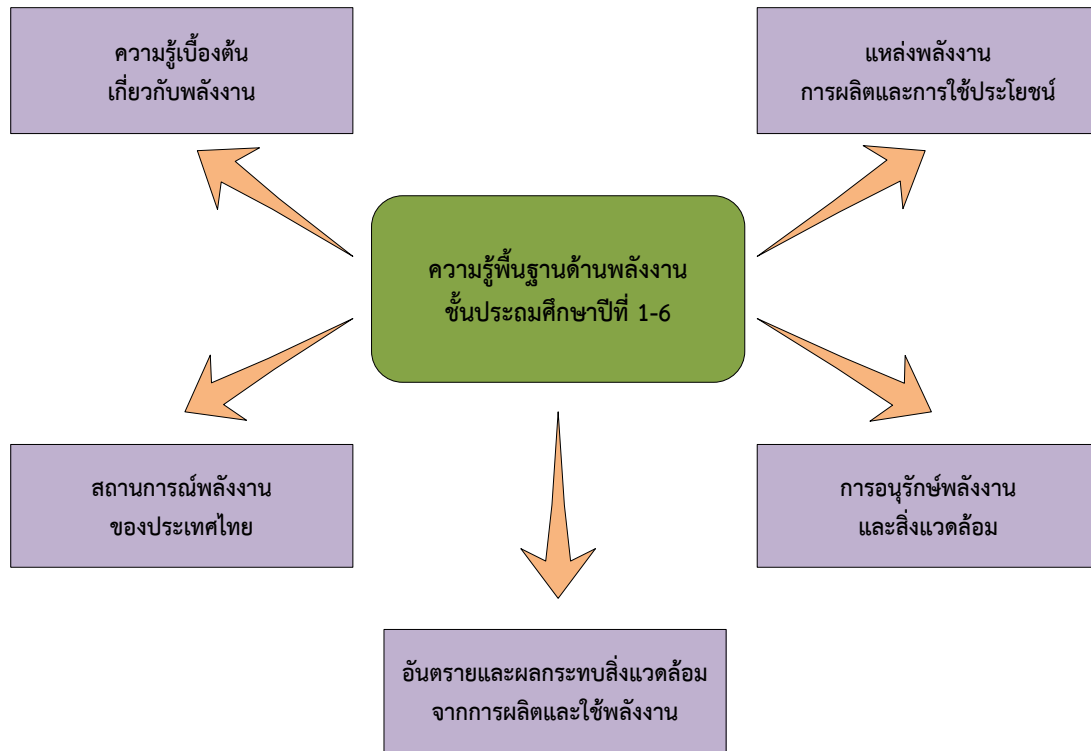 ความรู้เบื้องต้น
เกี่ยวกับพลังงาน
แหล่งพลังงาน
การผลิตและการใช้ประโยชน์
ความรู้พื้นฐานด้านพลังงาน
ชั้นประถมศึกษาปีที่ 1-6
สถานการณ์พลังงาน
ของประเทศไทย
การอนุรักษ์พลังงาน
และสิ่งแวดล้อม
อันตรายและผลกระทบสิ่งแวดล้อม
จากการผลิตและใช้พลังงาน